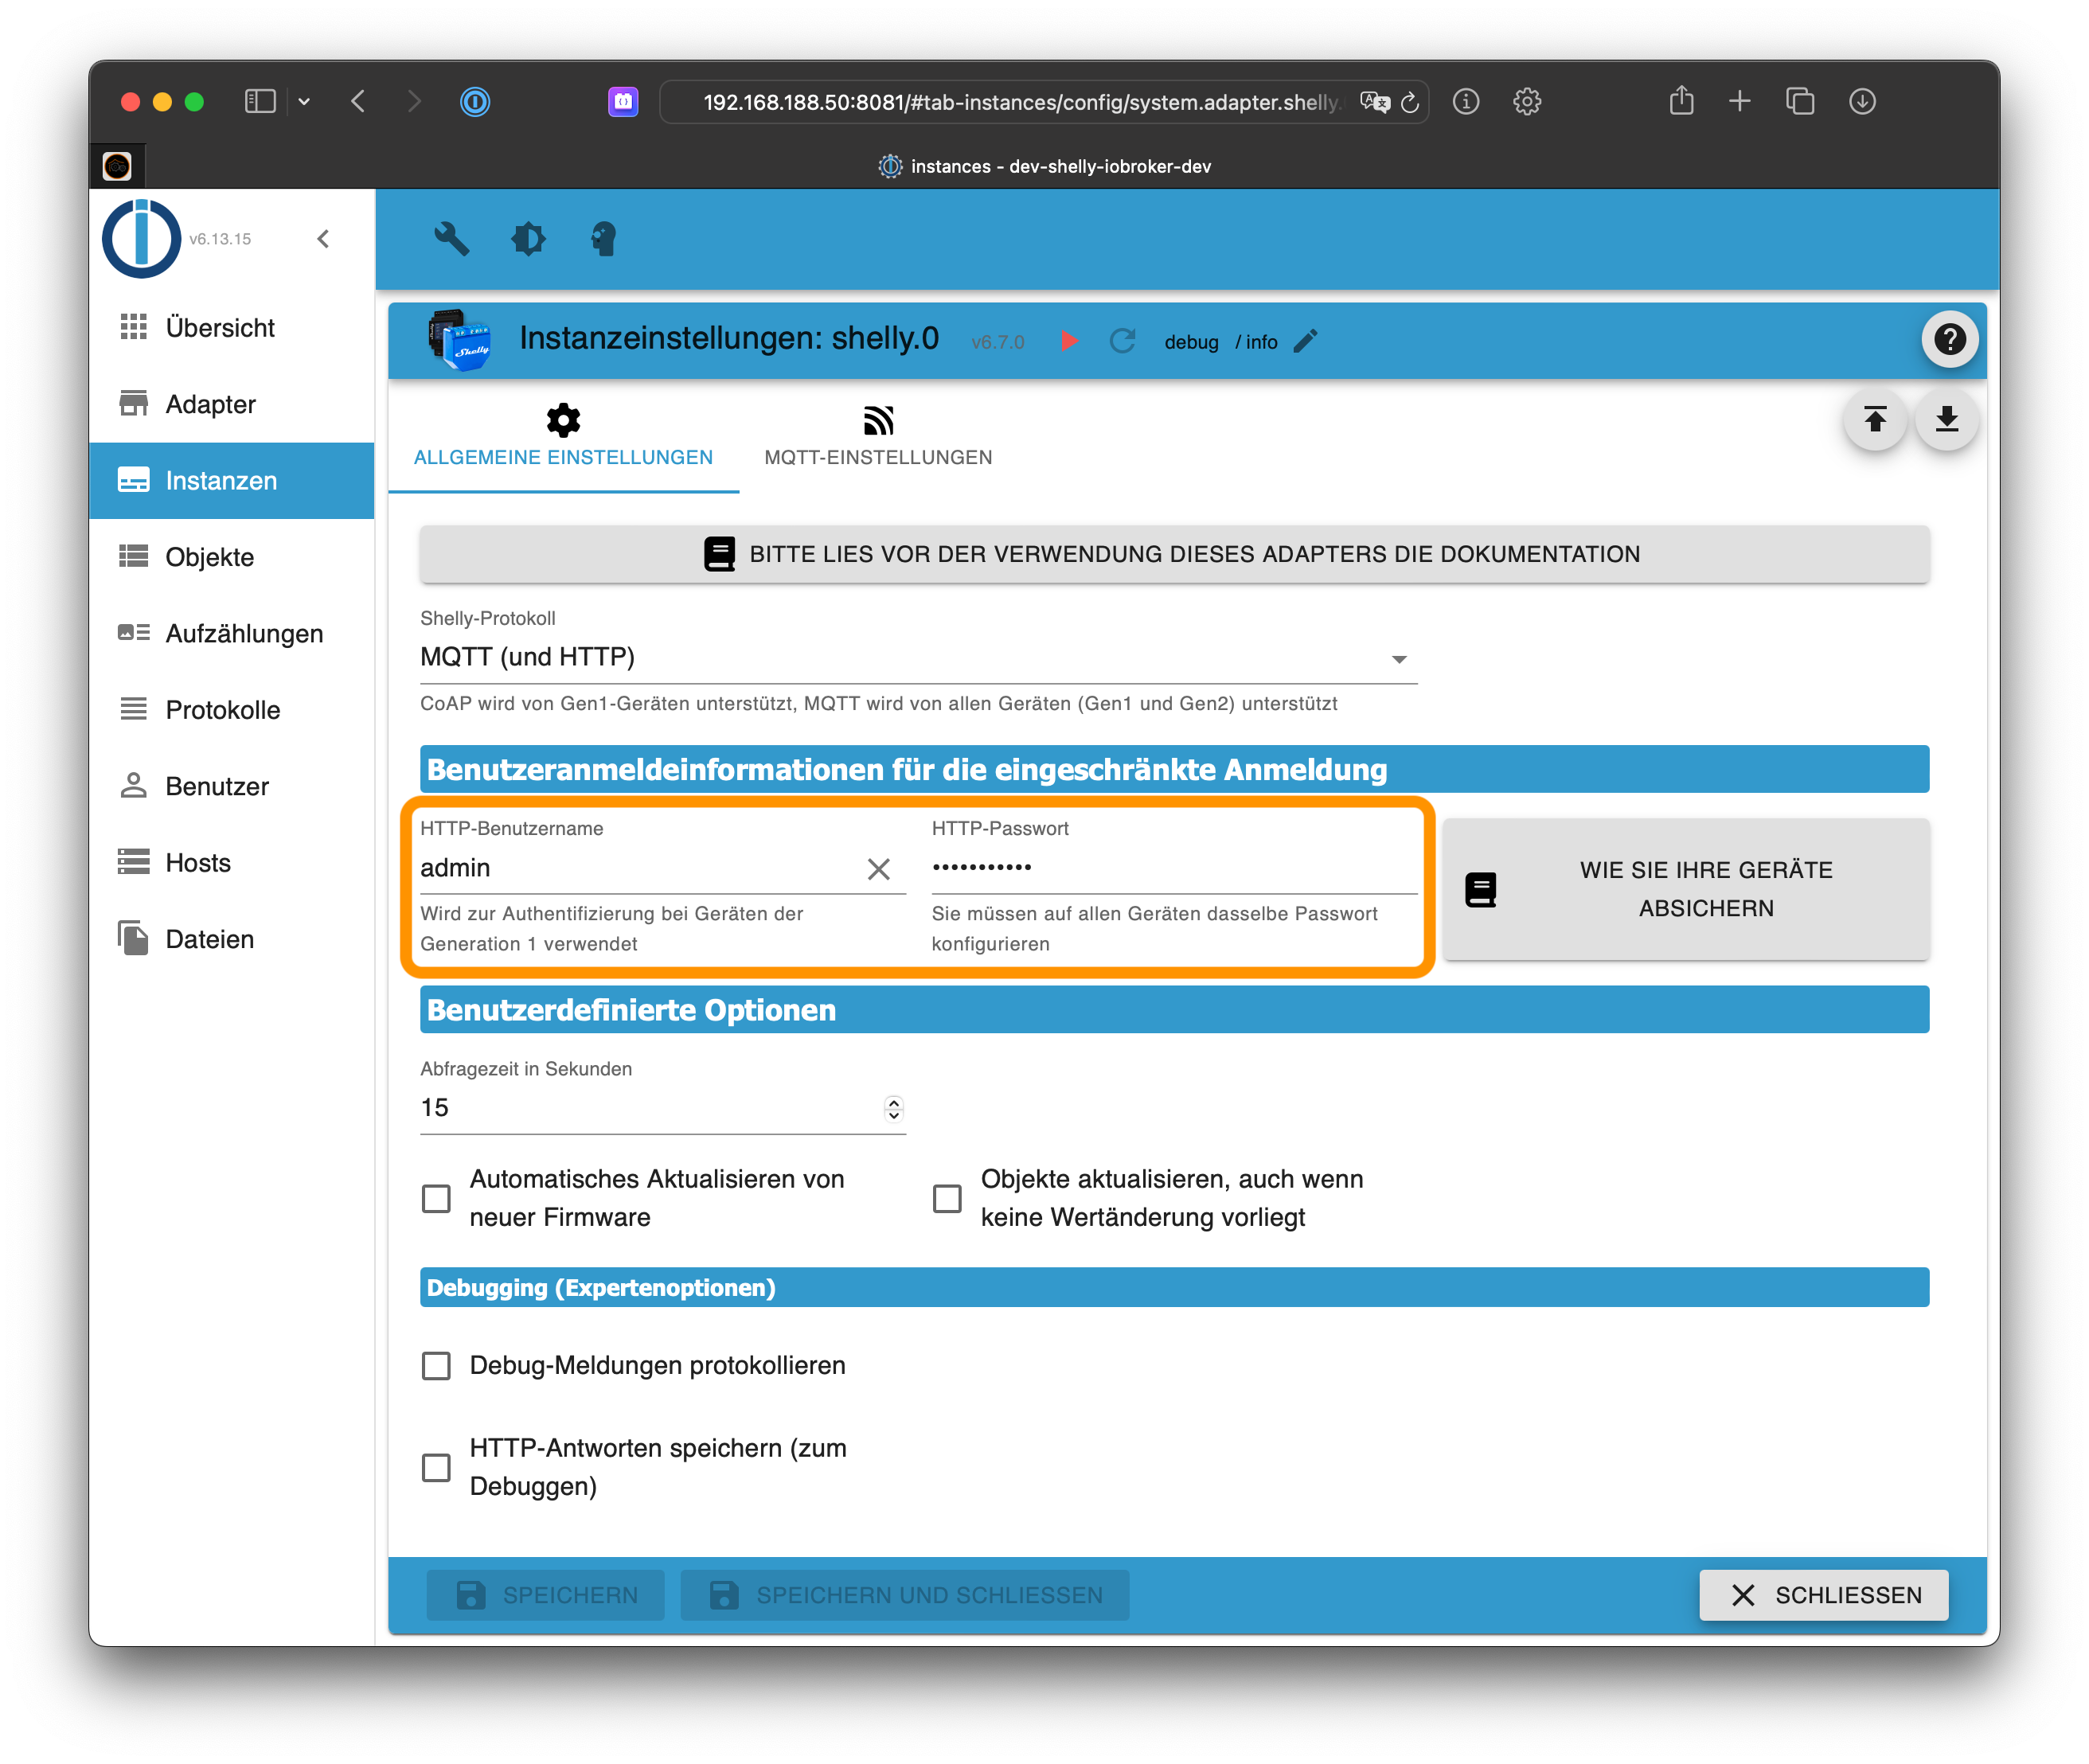 192.168.188.50:8081/#tab-instances/config/system.adapter.shelly.
instances - dev-shelly-iobroker-dev
v6.13.15
Übersicht
Adapter
Instanzen
Objekte
Aufzählungen
Protokolle
Benutzer
Hosts
Dateien
Shelly
Instanzeinstellungen: shelly.0 v6.7.0 debug / info
ALLGEMEINE EINSTELLUNGEN MQTT-EINSTELLUNGEN
BITTE LIES VOR DER VERWENDUNG DIESES ADAPTERS DIE DOKUMENTATION
Shelly-Protokoll
MQTT (und HTTP)
CoAP wird von Gen1-Geräten unterstützt, MQTT wird von allen Geräten (Gen1 und Gen2) unterstützt
Benutzeranmeldeinformationen für die eingeschränkte Anmeldung
HTTP-Benutzername
admin
Wird zur Authentifizierung bei Geräten der
Generation 1 verwendet
HTTP-Passwort
•••••••••••
Sie müssen auf allen Geräten dasselbe Passwort
konfigurieren
WIE SIE IHRE GERÄTE
ABSICHERN
Benutzerdefinierte Optionen
Abfragezeit in Sekunden
15
Automatisches Aktualisieren von
neuer Firmware
Objekte aktualisieren, auch wenn
keine Wertänderung vorliegt
Debugging (Expertenoptionen)
Debug-Meldungen protokollieren
HTTP-Antworten speichern (zum
Debuggen)
SPEICHERN
SPEICHERN UND SCHLIESSEN
SCHLIESSEN